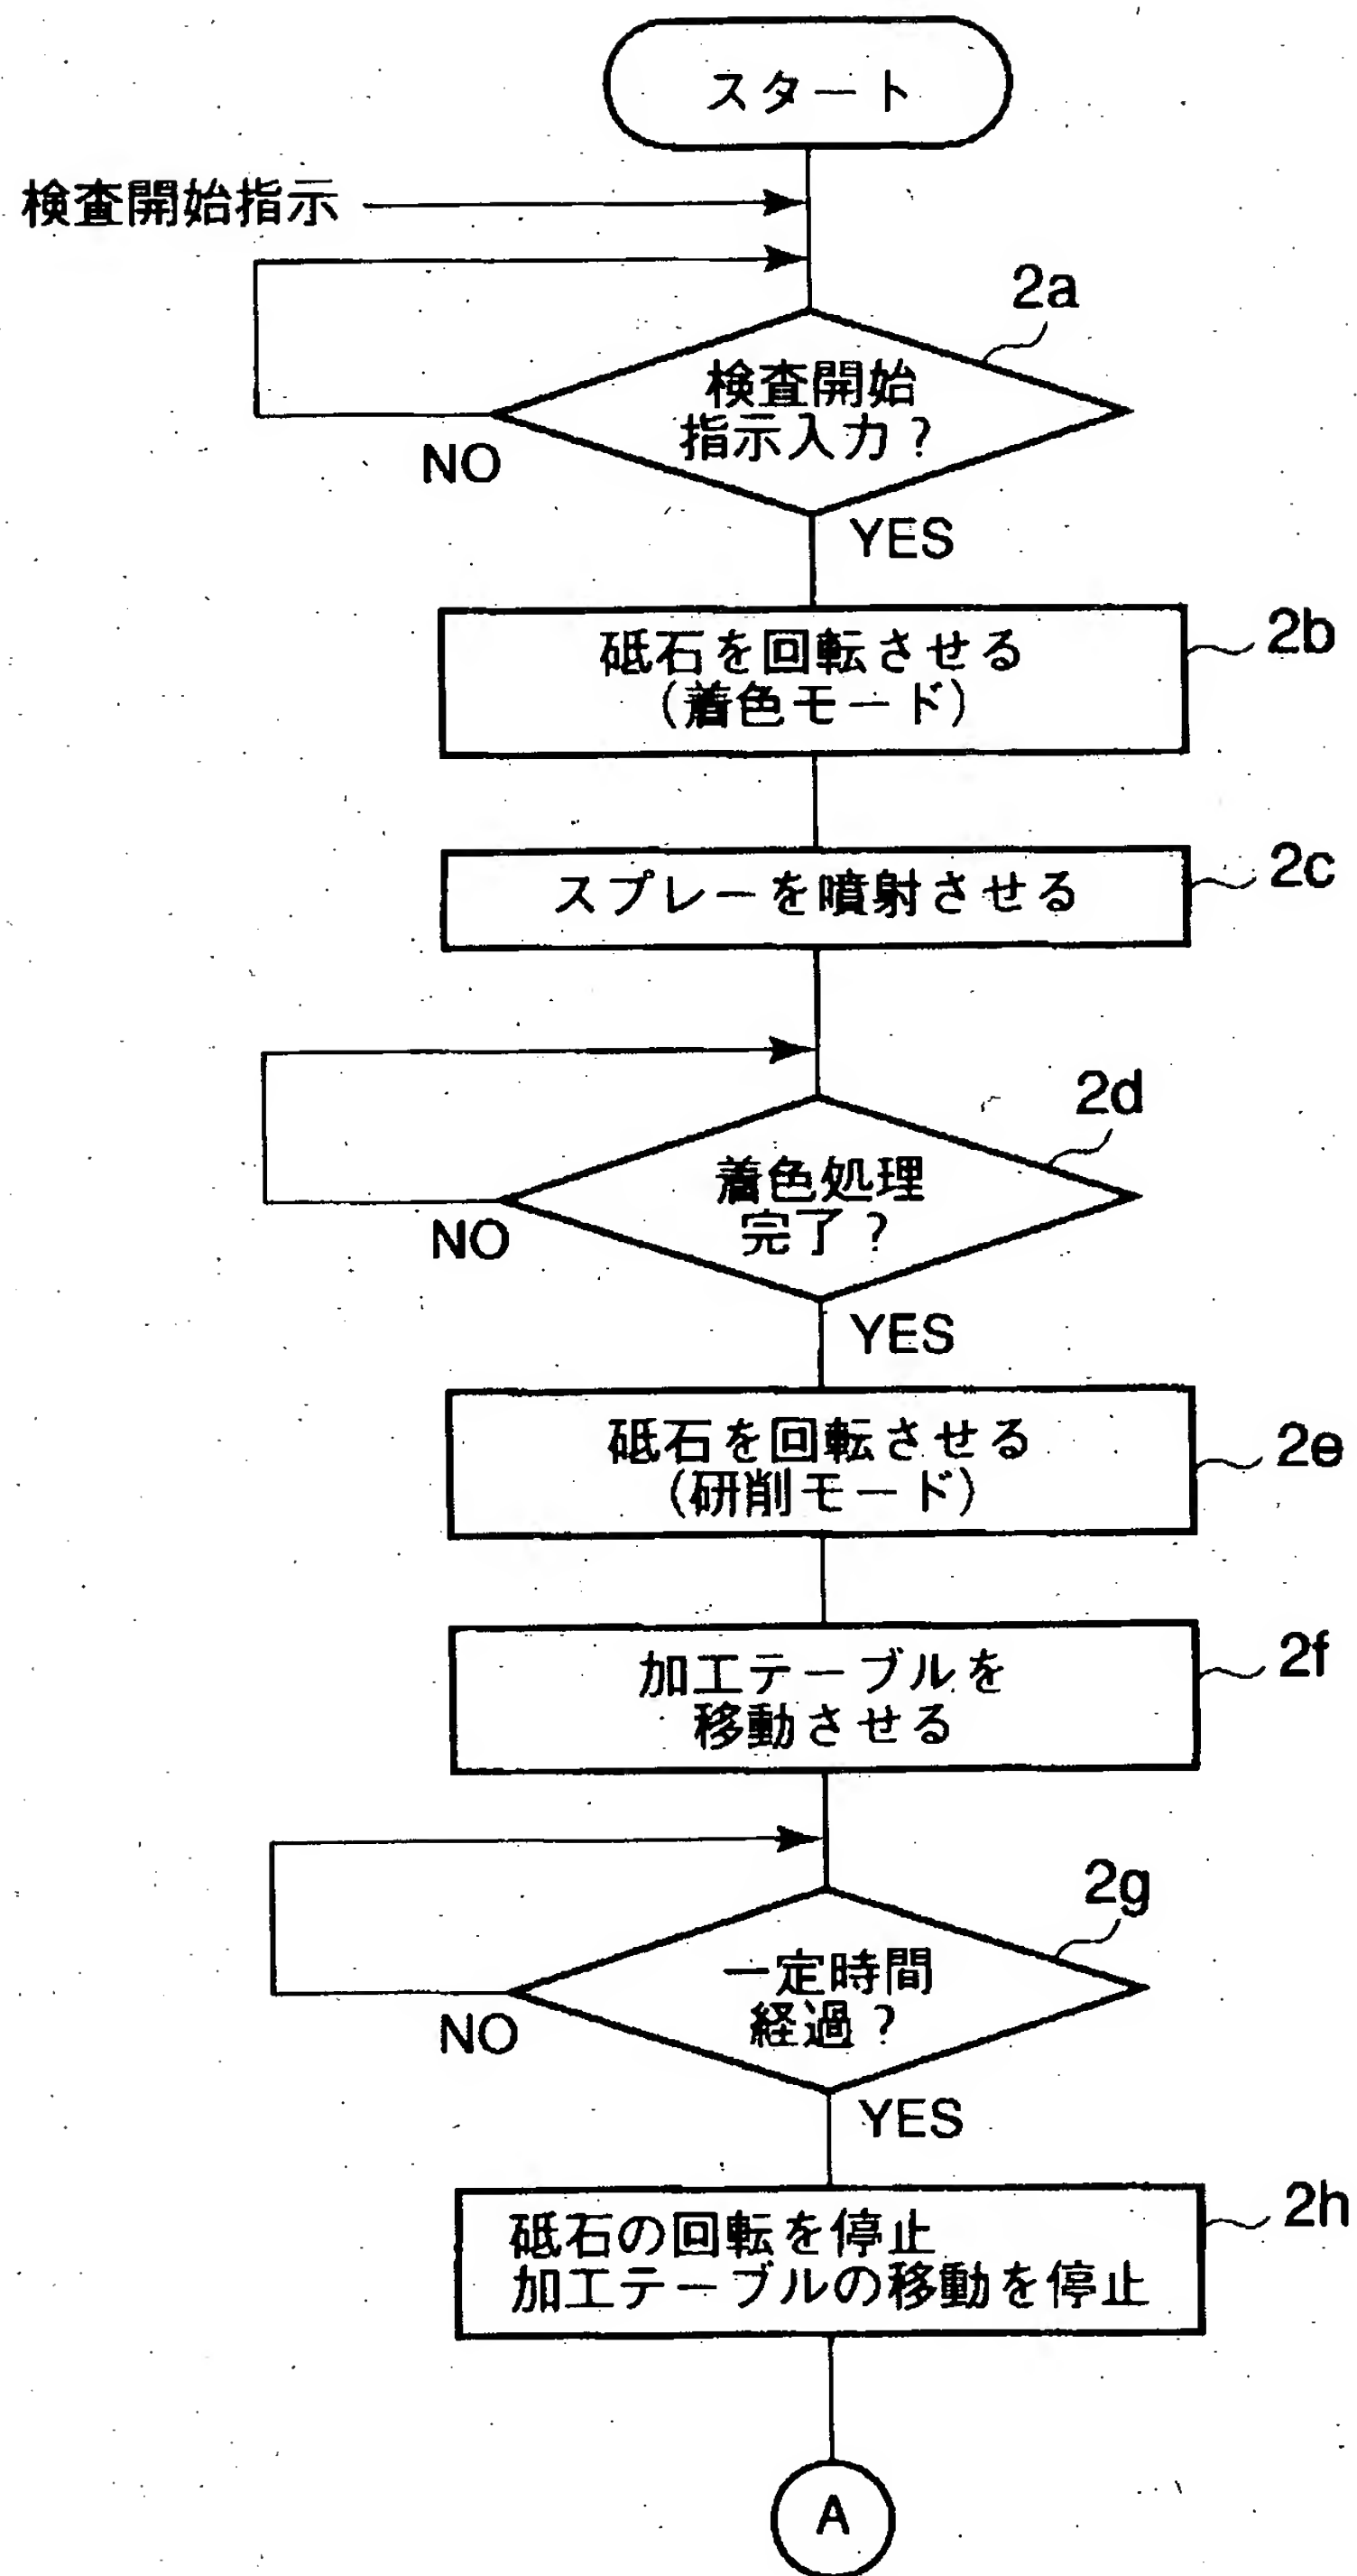 スタート
検査開始指示
2a
検査開始
指示入力?
NO
YES
砥石を回転させる
(着色モード)
2b
スプレーを噴射させる
2c
2d
着色処理
完了?
NO
YES
砥石を回転させる
(研削モード)
2e
加工テーブルを
移動させる
2f
2g
一定時間
経過?
NO
YES
砥石の回転を停止
加工テーブルの移動を停止
2h
A